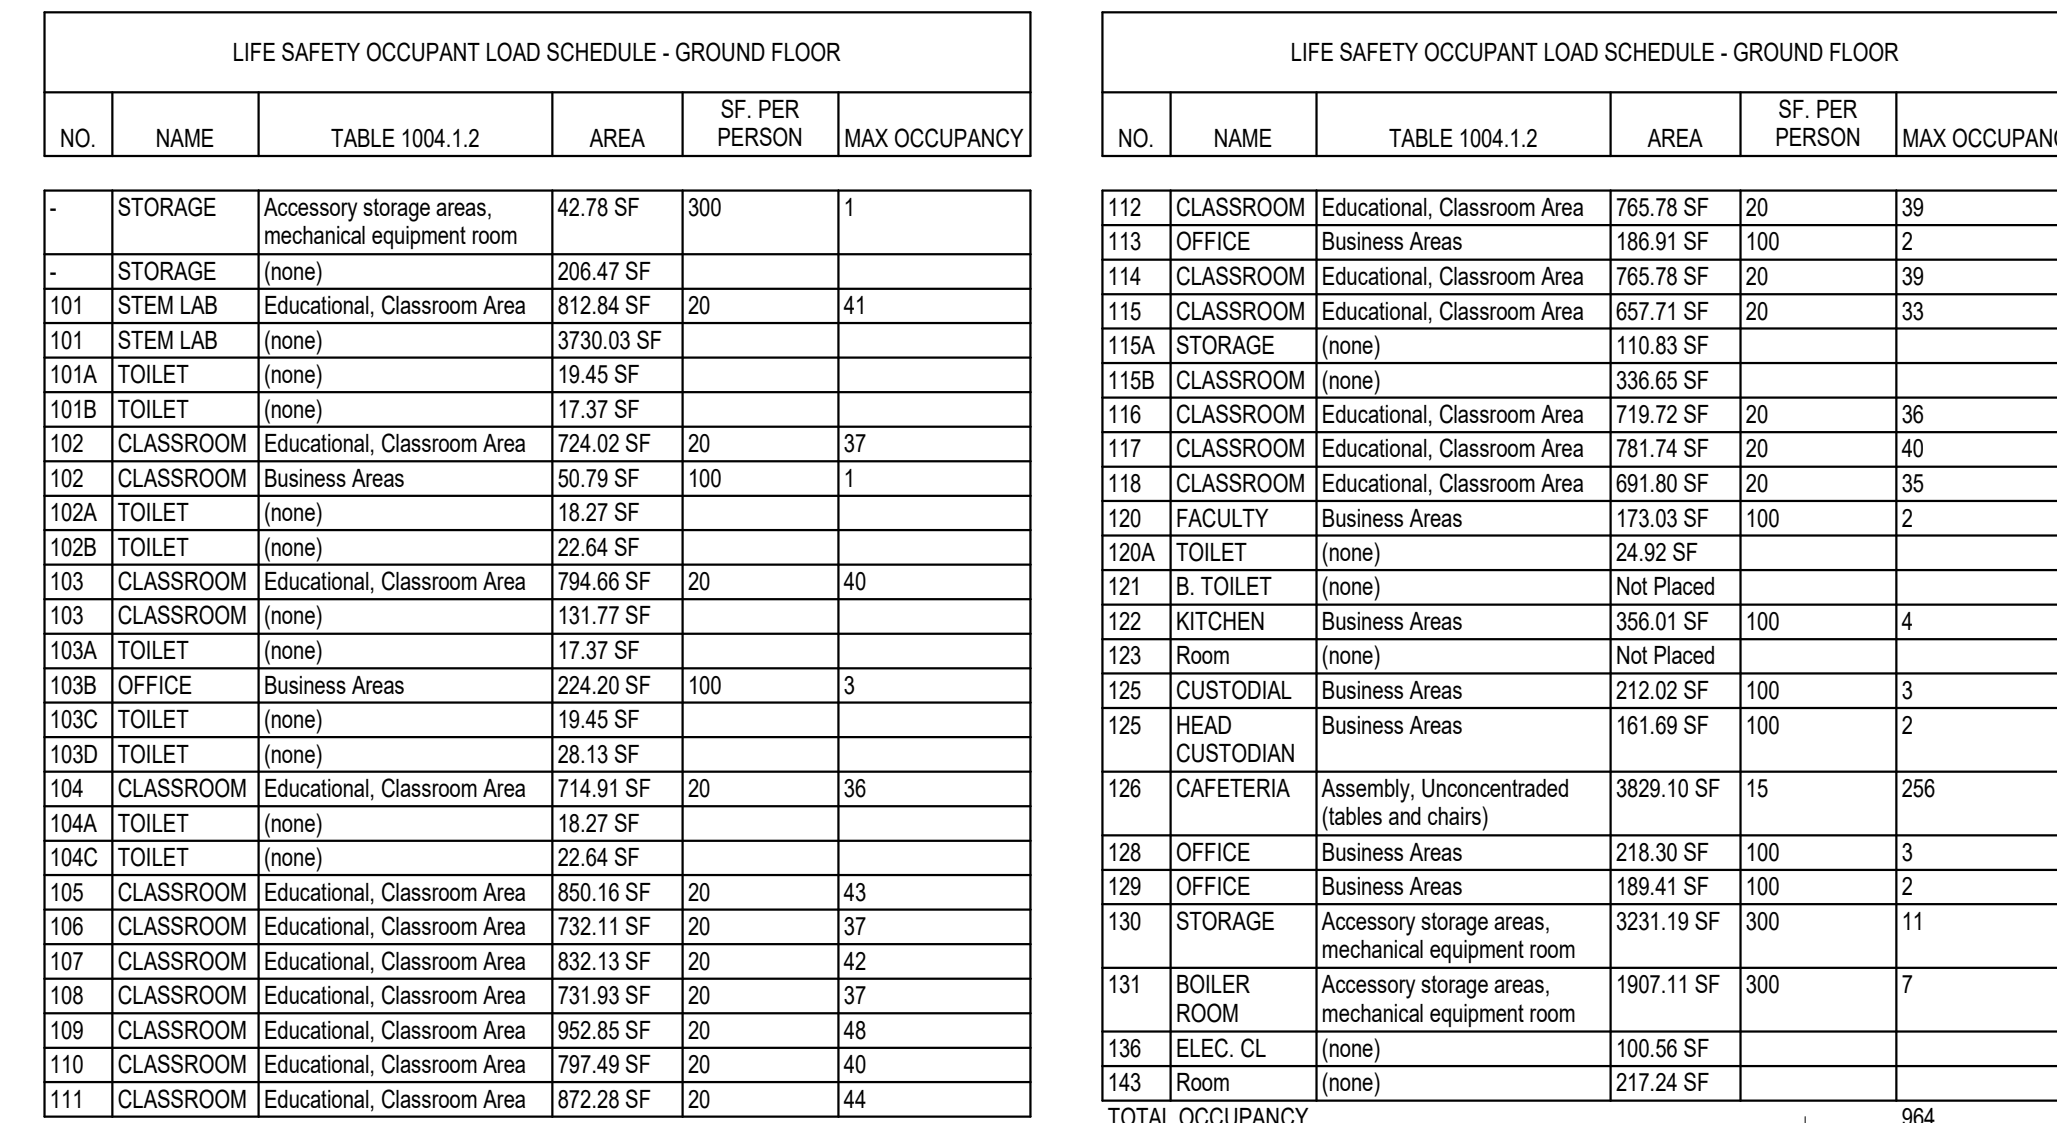 LIFE SAFETY OCCUPANT LOAD SCHEDULE - GROUND FLOOR
NO. NAME TABLE 1004.1.2 AREA SF. PER PERSON MAX OCCUPANCY
- STORAGE Accessory storage areas, 42.78 SF 300 1
mechanical equipment room
- STORAGE (none) 206.47 SF
101 STEM LAB Educational, Classroom Area 812.84 SF 20 41
101 STEM LAB (none) 3730.03 SF
101A TOILET (none) 19.45 SF
101B TOILET (none) 17.37 SF
102 CLASSROOM Educational, Classroom Area 724.02 SF 20 37
102 CLASSROOM Business Areas 50.79 SF 100 1
102A TOILET (none) 18.27 SF
102B TOILET (none) 22.64 SF
103 CLASSROOM Educational, Classroom Area 794.66 SF 20 40
103 CLASSROOM (none) 131.77 SF
103A TOILET (none) 17.37 SF
103B OFFICE Business Areas 224.20 SF 100 3
103C TOILET (none) 19.45 SF
103D TOILET (none) 28.13 SF
104 CLASSROOM Educational, Classroom Area 714.91 SF 20 36
104A TOILET (none) 18.27 SF
104C TOILET (none) 22.64 SF
105 CLASSROOM Educational, Classroom Area 850.16 SF 20 43
106 CLASSROOM Educational, Classroom Area 732.11 SF 20 37
107 CLASSROOM Educational, Classroom Area 832.13 SF 20 42
108 CLASSROOM Educational, Classroom Area 731.93 SF 20 37
109 CLASSROOM Educational, Classroom Area 952.85 SF 20 48
110 CLASSROOM Educational, Classroom Area 797.49 SF 20 40
111 CLASSROOM Educational, Classroom Area 872.28 SF 20 44
LIFE SAFETY OCCUPANT LOAD SCHEDULE - GROUND FLOOR
NO. NAME TABLE 1004.1.2 AREA SF. PER PERSON MAX OCCUPANC
112 CLASSROOM Educational, Classroom Area 765.78 SF 20 39
113 OFFICE Business Areas 186.91 SF 100 2
114 CLASSROOM Educational, Classroom Area 765.78 SF 20 39
115 CLASSROOM Educational, Classroom Area 657.71 SF 20 33
115A STORAGE (none) 110.83 SF
115B CLASSROOM (none) 336.65 SF
116 CLASSROOM Educational, Classroom Area 719.72 SF 20 36
117 CLASSROOM Educational, Classroom Area 781.74 SF 20 40
118 CLASSROOM Educational, Classroom Area 691.80 SF 20 35
120 FACULTY Business Areas 173.03 SF 100 2
120A TOILET (none) 24.92 SF
121 B. TOILET (none) Not Placed
122 KITCHEN Business Areas 356.01 SF 100 4
123 Room (none) Not Placed
125 CUSTODIAL Business Areas 212.02 SF 100 3
125 HEAD Business Areas 161.69 SF 100 2
CUSTODIAN
126 CAFETERIA Assembly, Unconcentraded 3829.10 SF 15 256
(tables and chairs)
128 OFFICE Business Areas 218.30 SF 100 3
129 OFFICE Business Areas 189.41 SF 100 2
130 STORAGE Accessory storage areas, 3231.19 SF 300 11
mechanical equipment room
131 BOILER Accessory storage areas, 1907.11 SF 300 7
ROOM mechanical equipment room
136 ELEC. CL (none) 100.56 SF
143 Room (none) 217.24 SF
TOTAL OCCUPANCY 964